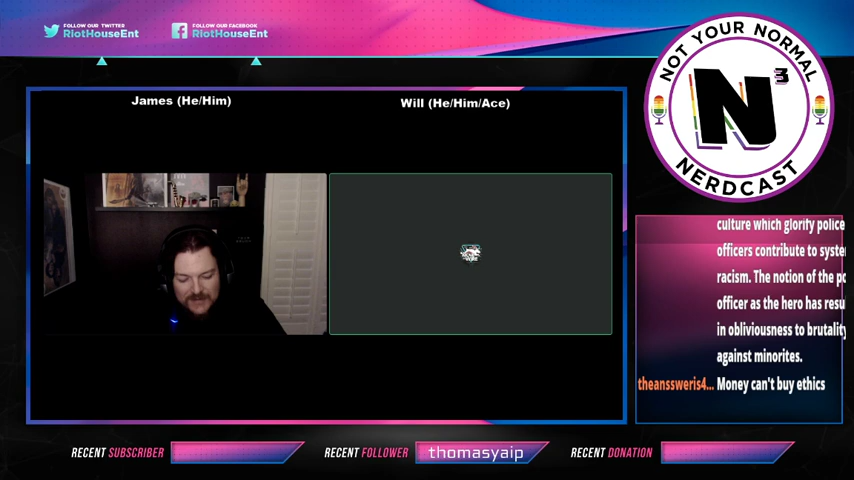 FOLLOW OUR TWITTER
RiotHouseEnt
FOLLOW OUR FACEBOOK
RiotHouseEnt
NOT YOUR NORMAL
N3
NERDCAST
James (He/Him)
Will (He/Him/Ace)
culture which glorify police
officers contribute to syste
racism. The notion of the po
officer as the hero has resu
in obliviousness to brutality
against minorites.
theanssweris4... Money can't buy ethics
RECENT SUBSCRIBER
RECENT FOLLOWER thomasyaip
RECENT DONATION